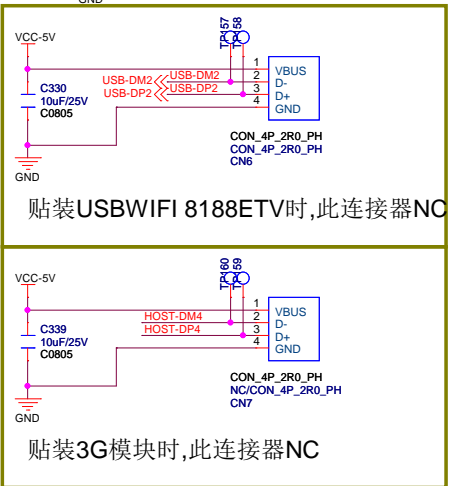 GND
VCC-5V
TP157
TP158
C330
10uF/25V
C0805
USB-DM2
USB-DM2
USB-DP2
USB-DP2
1
2
3
4
VBUS
D-
D+
GND
CON_4P_2R0_PH
CON_4P_2R0_PH
CN6
GND
贴装USBWIFI 8188ETV时,此连接器NC
VCC-5V
TP160
TP159
C339
10uF/25V
C0805
HOST-DM4
HOST-DP4
1
2
3
4
VBUS
D-
D+
GND
CON_4P_2R0_PH
NC/CON_4P_2R0_PH
CN7
GND
贴装3G模块时,此连接器NC